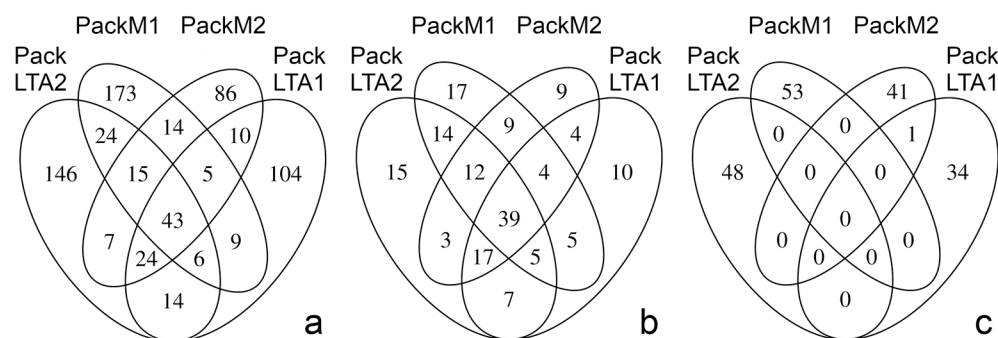 PackM1 PackM2 PackM1 PackM2 PackM1 PackM2
Pack Pack Pack Pack Pack Pack
LTA2 LTA1 LTA2 LTA1 LTA2 LTA1
173 86 17 9 53 41
24 14 10 14 9 4 0 0 1
146 15 5 104 15 12 4 10 48 0 0 34
43 39 0
7 9 3 5 0 0
24 6 17 5 0 0
14 7 0
a b c